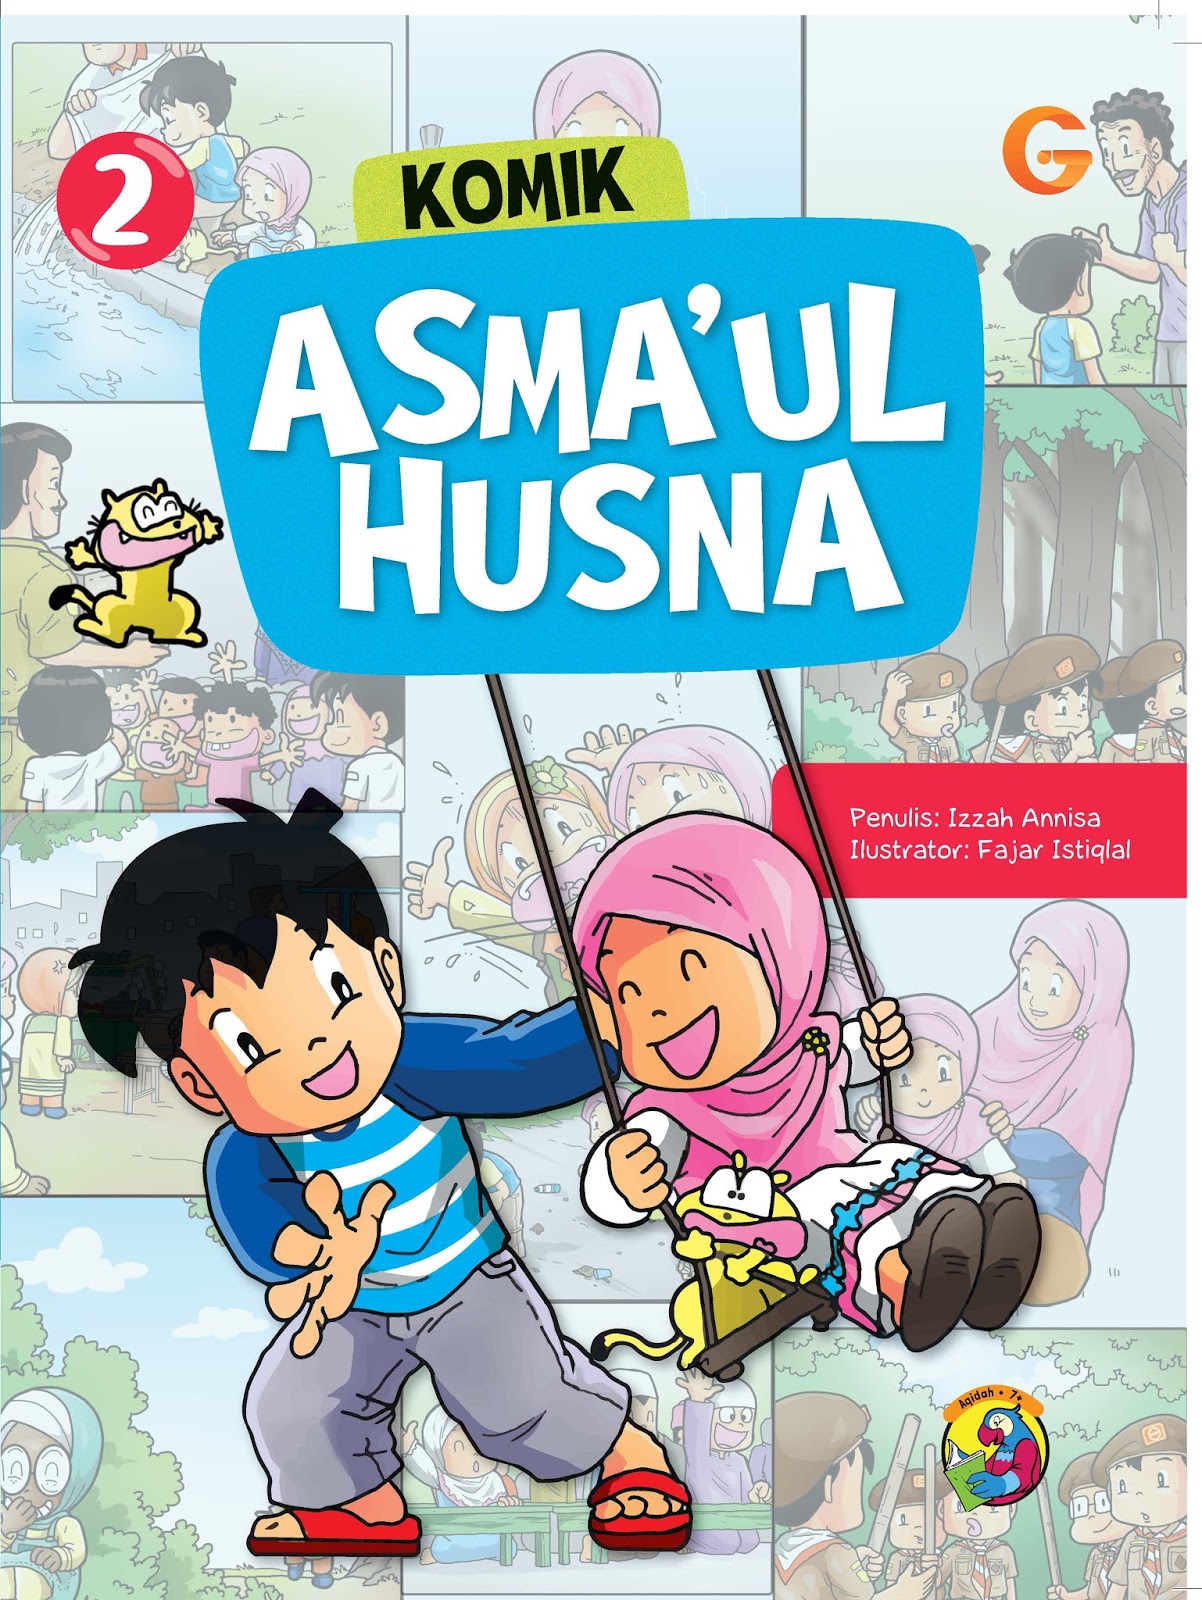 2
KOMIK
ASMA'UL
HUSNA
G
Penulis: Izzah Annisa
Ilustrator: Fajar Istiqlal
Aqidah • 7+